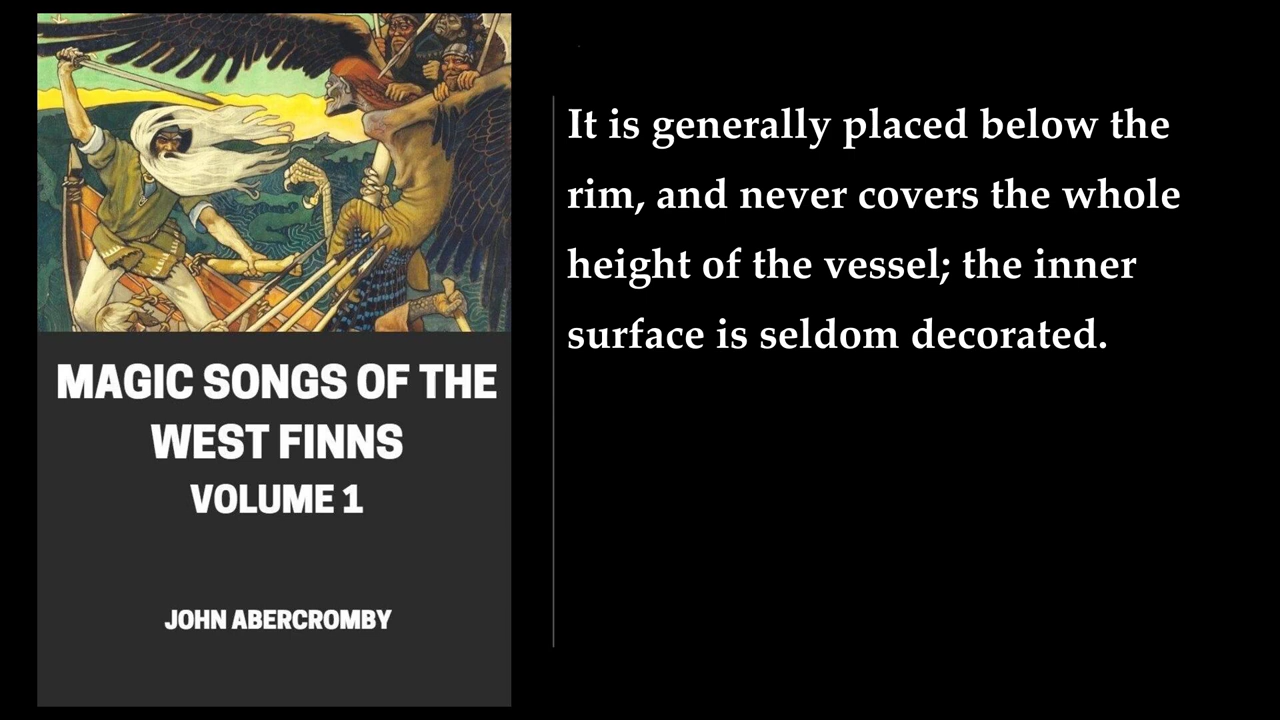 MAGIC SONGS OF THE
WEST FINNS
VOLUME 1
JOHN ABERCROMBY
It is generally placed below the
rim, and never covers the whole
height of the vessel; the inner
surface is seldom decorated.